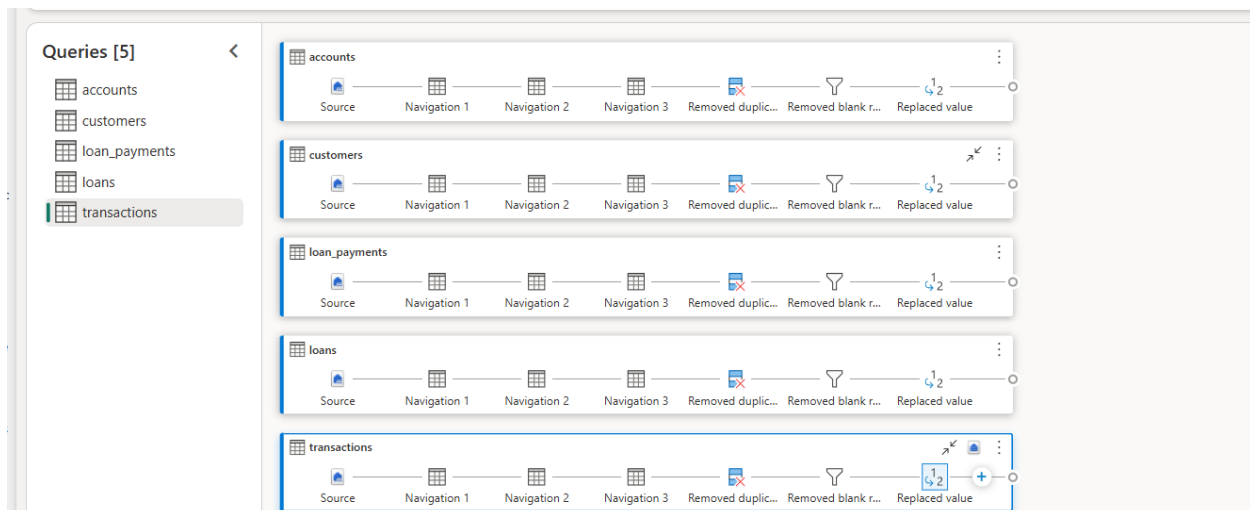 Queries [5]
accounts
customers
loan_payments
loans
transactions
accounts
Source Navigation 1 Navigation 2 Navigation 3 Removed duplic... Removed blank r... Replaced value
customers
Source Navigation 1 Navigation 2 Navigation 3 Removed duplic... Removed blank r... Replaced value
loan_payments
Source Navigation 1 Navigation 2 Navigation 3 Removed duplic... Removed blank r... Replaced value
loans
Source Navigation 1 Navigation 2 Navigation 3 Removed duplic... Removed blank r... Replaced value
transactions
Source Navigation 1 Navigation 2 Navigation 3 Removed duplic... Removed blank r... Replaced value